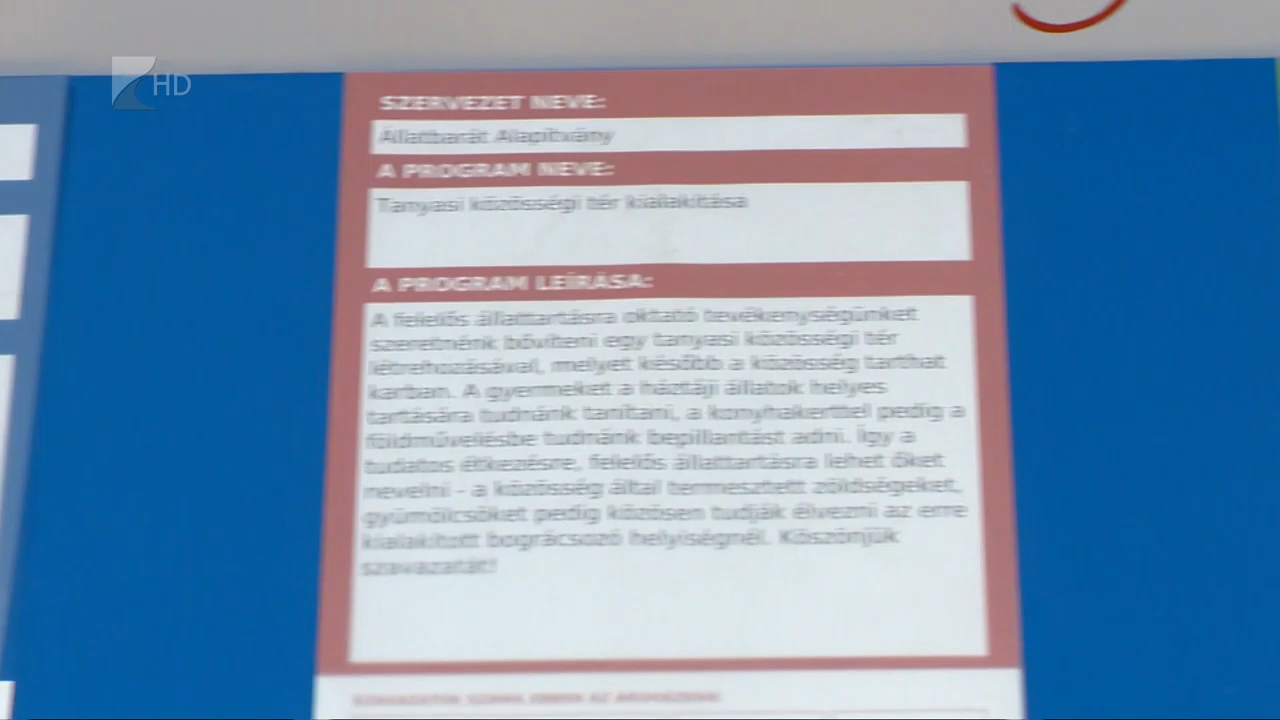 HD
SZERVEZET NEVE:
Állatbarát Alapítvány
A PROGRAM NEVE:
Tanyasi közösségi tér kialakítása
A PROGRAM LEÍRÁSA:
A felelős állattartásra oktató tevékenységünket
szeretnénk bővíteni egy tanyasi közösségi tér
létrehozásával, melyet később a közösség tarthat
karban. A gyermeket a háztáji állatok helyes
tartására tudnánk tanítani, a konyhakerttel pedig a
földművelésbe tudnánk bepillantást adni. Így a
tudatos étkezésre, felelős állattartásra lehet őket
nevelni - a közösség által termesztett zöldségeket,
gyümölcsöket pedig közösen tudják élvezni az erre
kialakított bográcsozó helyiségnél. Köszönjük
szavazatát!